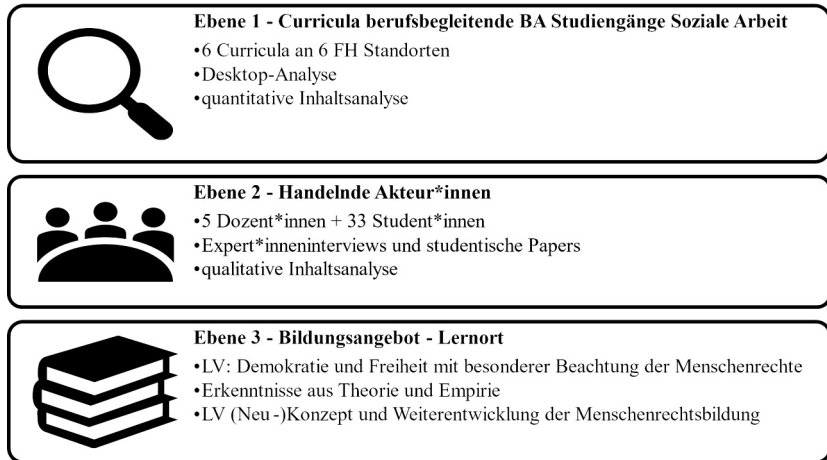 Ebene 1 - Curricula berufsbegleitende BA Studiengänge Soziale Arbeit
•6 Curricula an 6 FH Standorten
•Desktop-Analyse
•quantitative Inhaltsanalyse
Ebene 2 - Handelnde Akteur*innen
•5 Dozent*innen + 33 Student*innen
•Expert*inneninterviews und studentische Papers
•qualitative Inhaltsanalyse
Ebene 3 - Bildungsangebot - Lernort
•LV: Demokratie und Freiheit mit besonderer Beachtung der Menschenrechte
•Erkenntnisse aus Theorie und Empirie
•LV (Neu-)Konzept und Weiterentwicklung der Menschenrechtsbildung